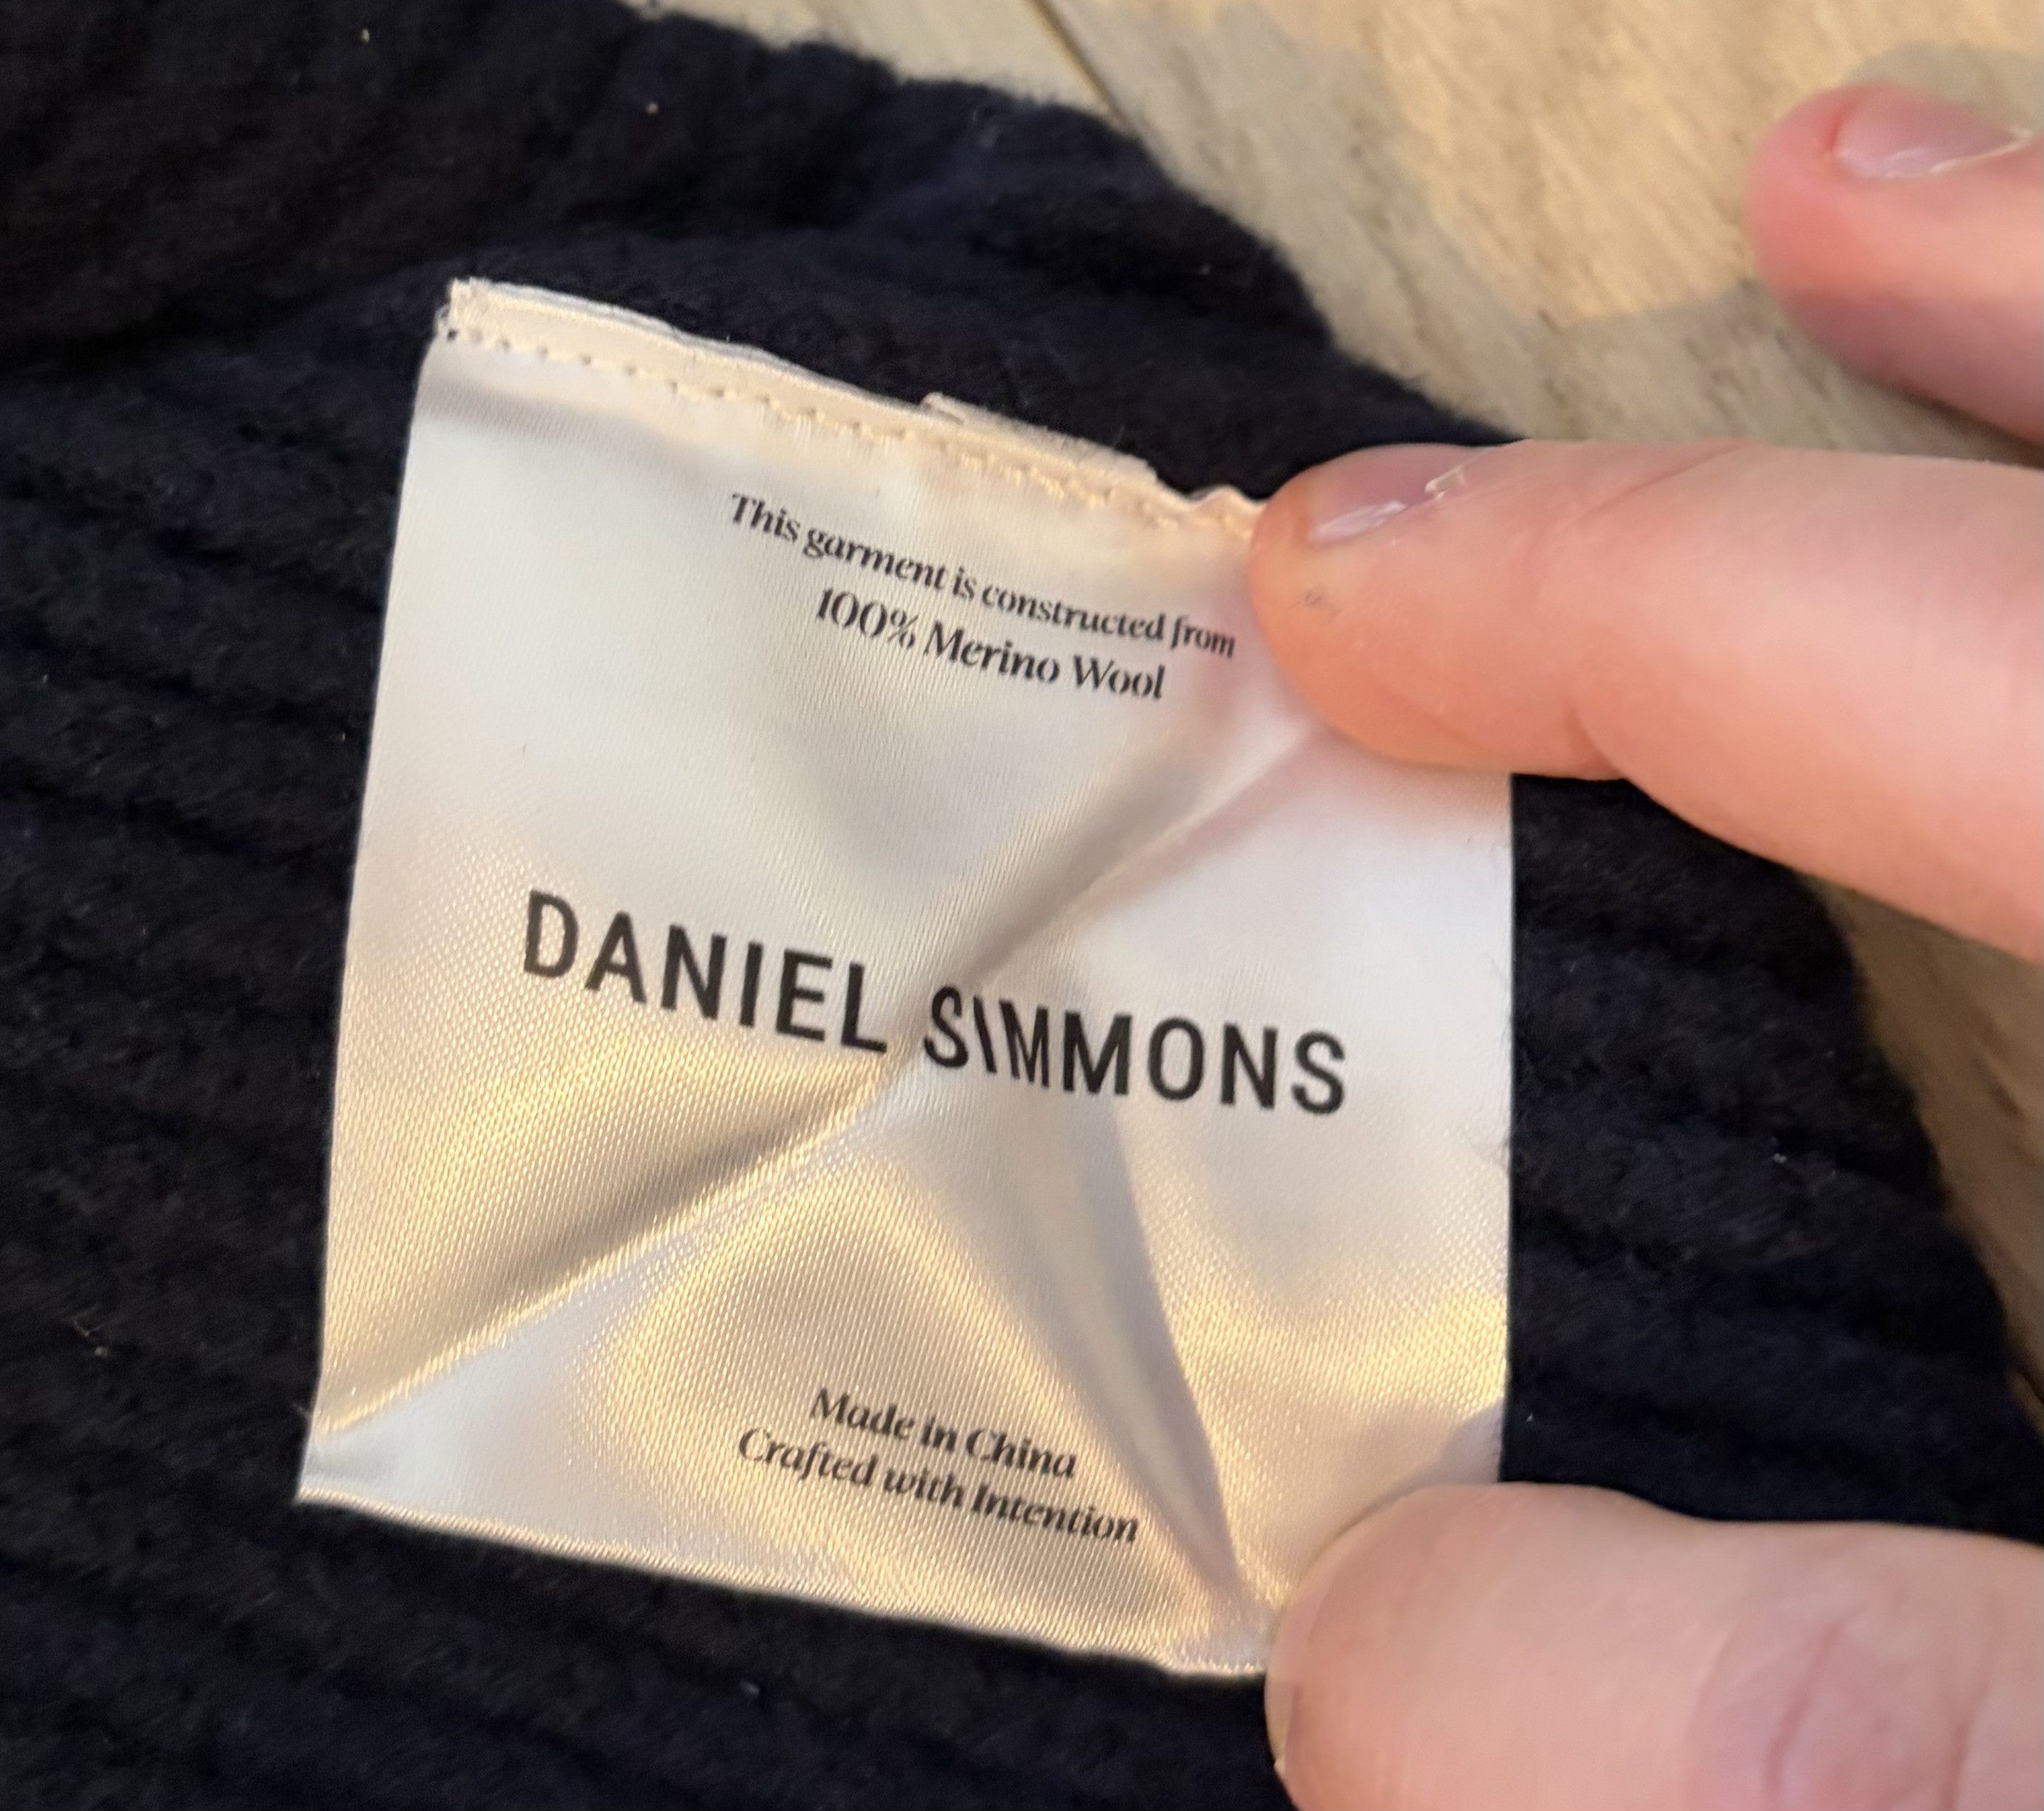 This garment is constructed from
100% Merino Wool
DANIEL SIMMONS
Made in China
Crafted with Intention